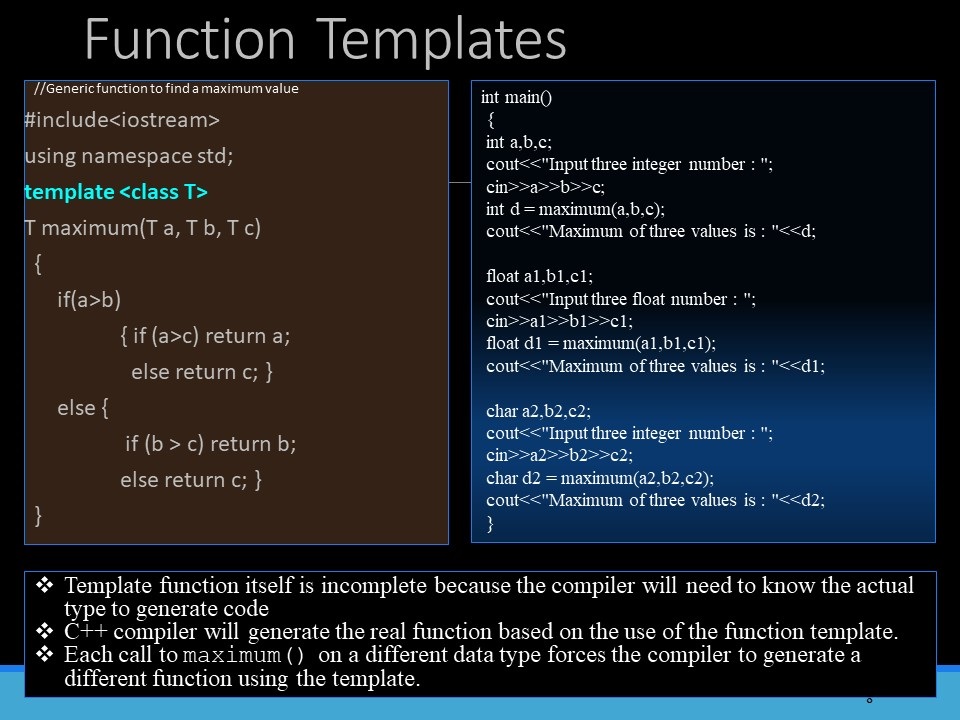 Function Templates
//Generic function to find a maximum value
#include<iostream>
using namespace std;
template <class T>
T maximum(T a, T b, T c)
{
if(a>b)
{ if (a>c) return a;
else return c; }
else {
if (b > c) return b;
else return c; }
}
int main()
{
int a,b,c;
cout<<"Input three integer number : ";
cin>>a>>b>>c;
int d = maximum(a,b,c);
cout<<"Maximum of three values is : "<<d;
float a1,b1,c1;
cout<<"Input three float number : ";
cin>>a1>>b1>>c1;
float d1 = maximum(a1,b1,c1);
cout<<"Maximum of three values is : "<<d1;
char a2,b2,c2;
cout<<"Input three integer number : ";
cin>>a2>>b2>>c2;
char d2 = maximum(a2,b2,c2);
cout<<"Maximum of three values is : "<<d2;
}
❖ Template function itself is incomplete because the compiler will need to know the actual
type to generate code
❖ C++ compiler will generate the real function based on the use of the function template.
❖ Each call to maximum() on a different data type forces the compiler to generate a
different function using the template.
8